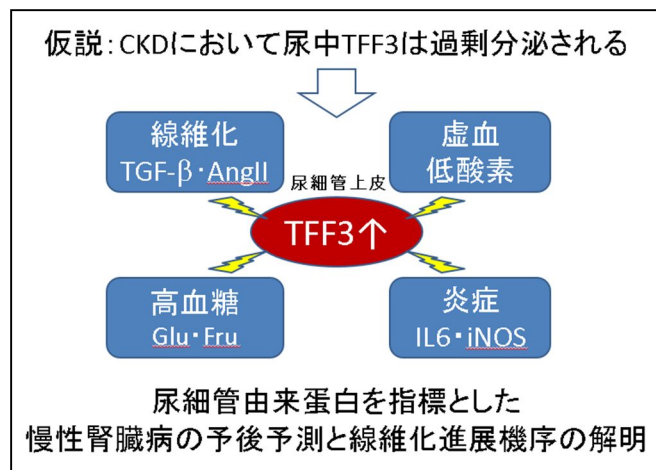 仮説:CKDにおいて尿中TFF3は過剰分泌される
線維化
TGF-β・AngII
虚血
低酸素
尿細管上皮
TFF3↑
高血糖
Glu・Fru
炎症
IL6・iNOS
尿細管由来蛋白を指標とした
慢性腎臓病の予後予測と線維化進展機序の解明